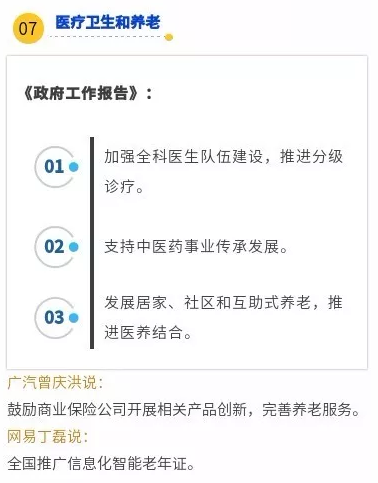 07
医疗卫生和养老
《政府工作报告》：
01
加强全科医生队伍建设，推进分级
诊疗。
02
支持中医药事业传承发展。
03
发展居家、社区和互助式养老，推
进医养结合。
广汽曾庆洪说：
鼓励商业保险公司开展相关产品创新，完善养老服务。
网易丁磊说：
全国推广信息化智能老年证。